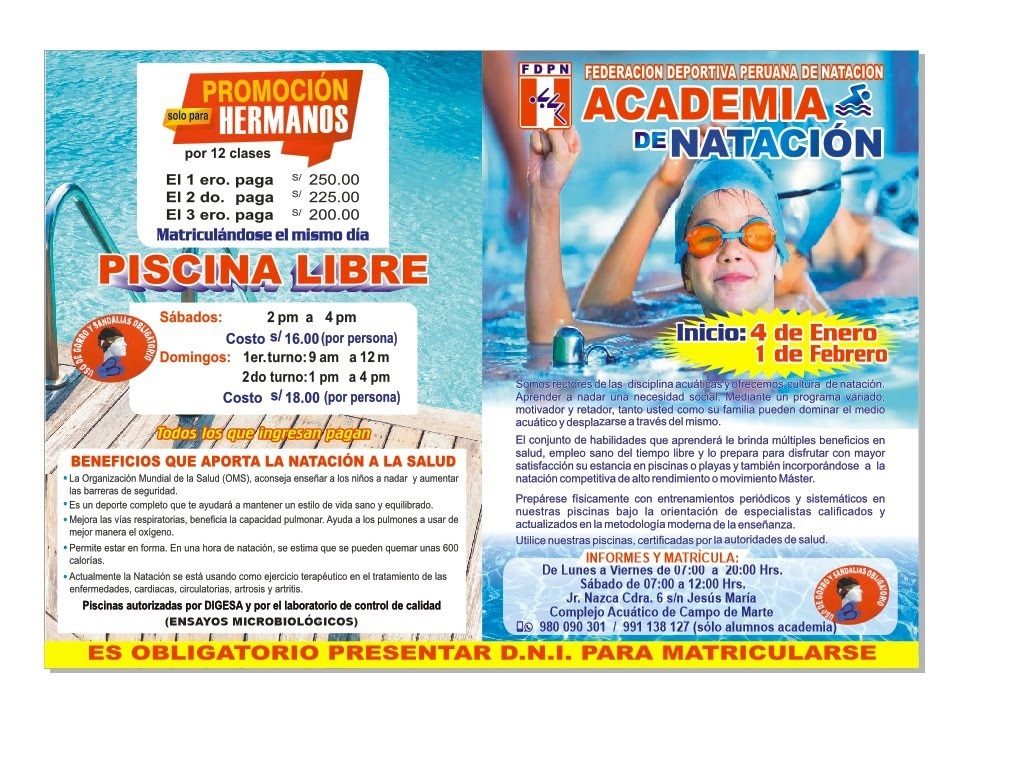 PROMOCIÓN
solo para HERMANOS
por 12 clases
El 1 ero. paga S/ 250.00
El 2 do. paga S/ 225.00
El 3 ero. paga S/ 200.00
Matriculándose el mismo día
PISCINA LIBRE
USO DE GORRO Y SANDALIAS OBLIGATORIO
Sábados: 2 pm a 4 pm
Costo s/ 16.00 (por persona)
Domingos: 1er.turno: 9 am a 12 m
2do turno: 1 pm a 4 pm
Costo s/ 18.00 (por persona)
Todos los que ingresan pagan
BENEFICIOS QUE APORTA LA NATACIÓN A LA SALUD
• La Organización Mundial de la Salud (OMS), aconseja enseñar a los niños a nadar y aumentar
las barreras de seguridad.
• Es un deporte completo que te ayudará a mantener un estilo de vida sano y equilibrado.
• Mejora las vías respiratorias, beneficia la capacidad pulmonar. Ayuda a los pulmones a usar de
mejor manera el oxígeno.
• Permite estar en forma. En una hora de natación, se estima que se pueden quemar unas 600
calorías.
• Actualmente la Natación se está usando como ejercicio terapéutico en el tratamiento de las
enfermedades, cardiacas, circulatorias, artrosis y artritis.
Piscinas autorizadas por DIGESA y por el laboratorio de control de calidad
(ENSAYOS MICROBIOLÓGICOS)
FDPN
FEDERACION DEPORTIVA PERUANA DE NATACION
ACADEMIA
DE NATACIÓN
Inicio: 4 de Enero
1 de Febrero
Somos rectores de las disciplina acuáticas y ofrecemos cultura de natación.
Aprender a nadar una necesidad social. Mediante un programa variado,
motivador y retador, tanto usted como su familia pueden dominar el medio
acuático y desplazarse a través del mismo.
El conjunto de habilidades que aprenderá le brinda múltiples beneficios en
salud, empleo sano del tiempo libre y lo prepara para disfrutar con mayor
satisfacción su estancia en piscinas o playas y también incorporándose a la
natación competitiva de alto rendimiento o movimiento Máster.
Prepárese físicamente con entrenamientos periódicos y sistemáticos en
nuestras piscinas bajo la orientación de especialistas calificados y
actualizados en la metodología moderna de la enseñanza.
Utilice nuestras piscinas, certificadas por la autoridades de salud.
INFORMES Y MATRÍCULA:
De Lunes a Viernes de 07:00 a 20:00 Hrs.
Sábado de 07:00 a 12:00 Hrs.
Jr. Nazca Cdra. 6 s/n Jesús María
Complejo Acuático de Campo de Marte
980 090 301 / 991 138 127 (sólo alumnos academia)
USO DE GORRO Y SANDALIAS OBLIGATORIO
ES OBLIGATORIO PRESENTAR D.N.I. PARA MATRICULARSE